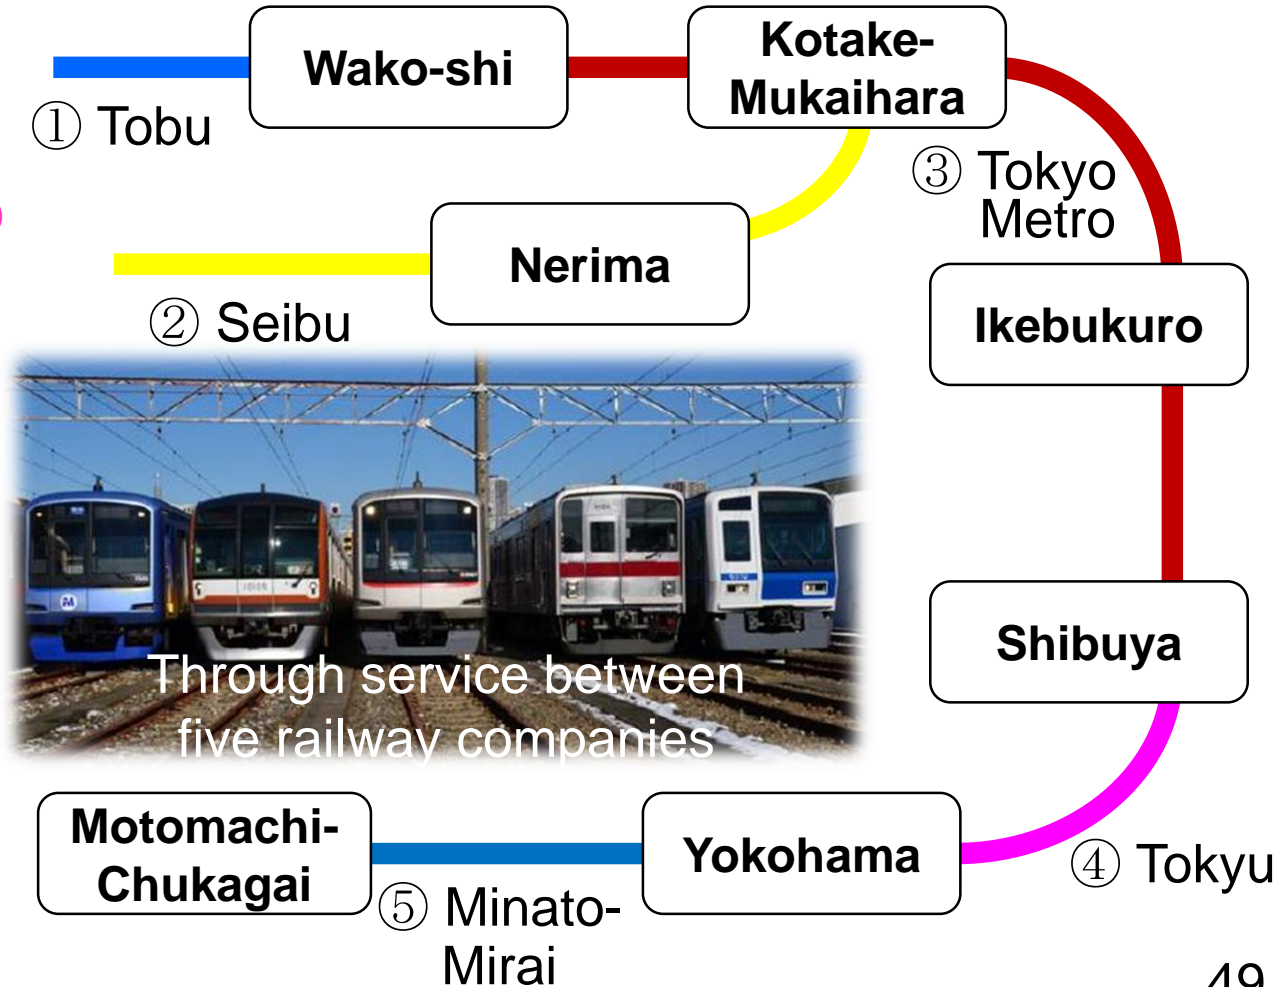 Wako-shi
Kotake-
Mukaihara
① Tobu
③ Tokyo
Metro
Nerima
② Seibu
Ikebukuro
Through service between
five railway companies
Shibuya
Motomachi-
Chukagai
Yokohama
④ Tokyu
⑤ Minato-
Mirai
49